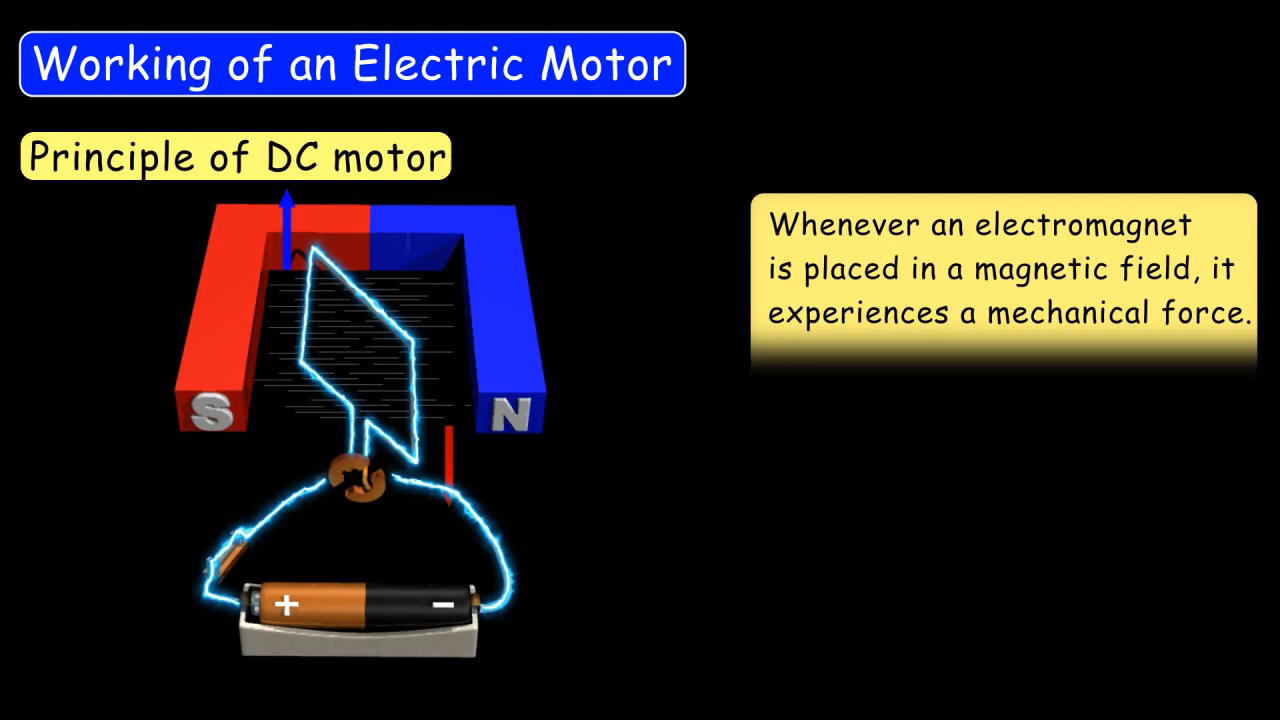 Working of an Electric Motor
Principle of DC motor
Whenever an electromagnet
is placed in a magnetic field, it
experiences a mechanical force.
S
N
+
−